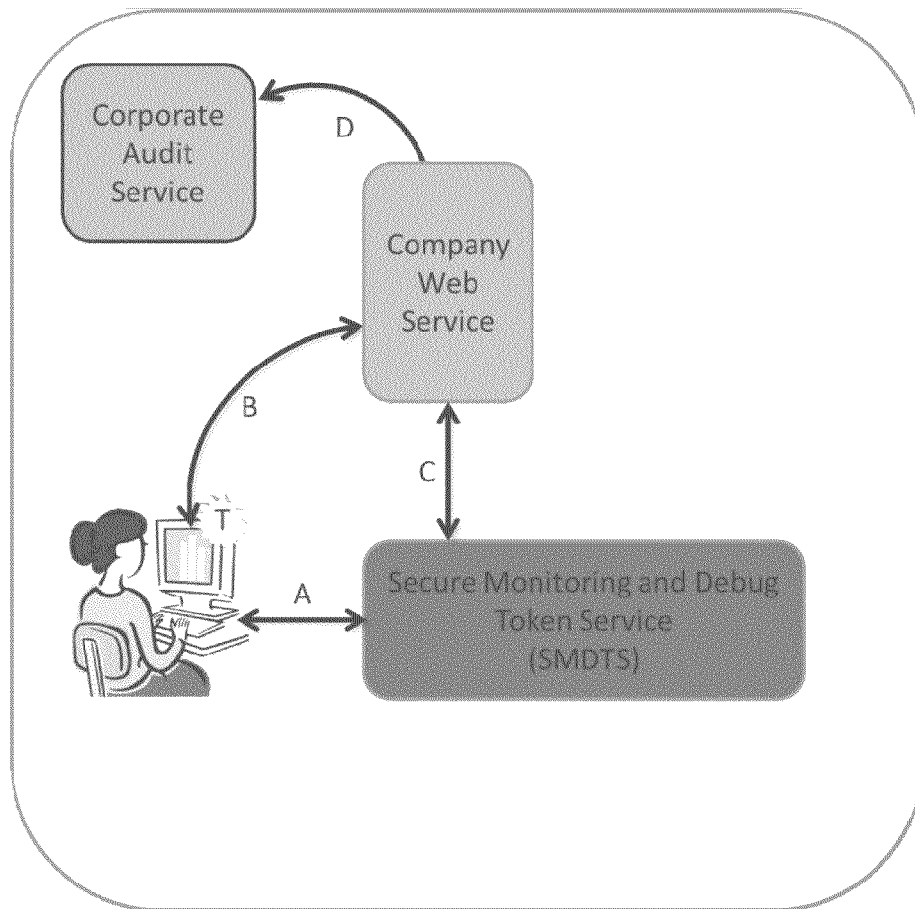 Corporate
Audit
Service
D
Company
Web
Service
B
C
T
A
Secure Monitoring and Debug
Token Service
(SMDTS)